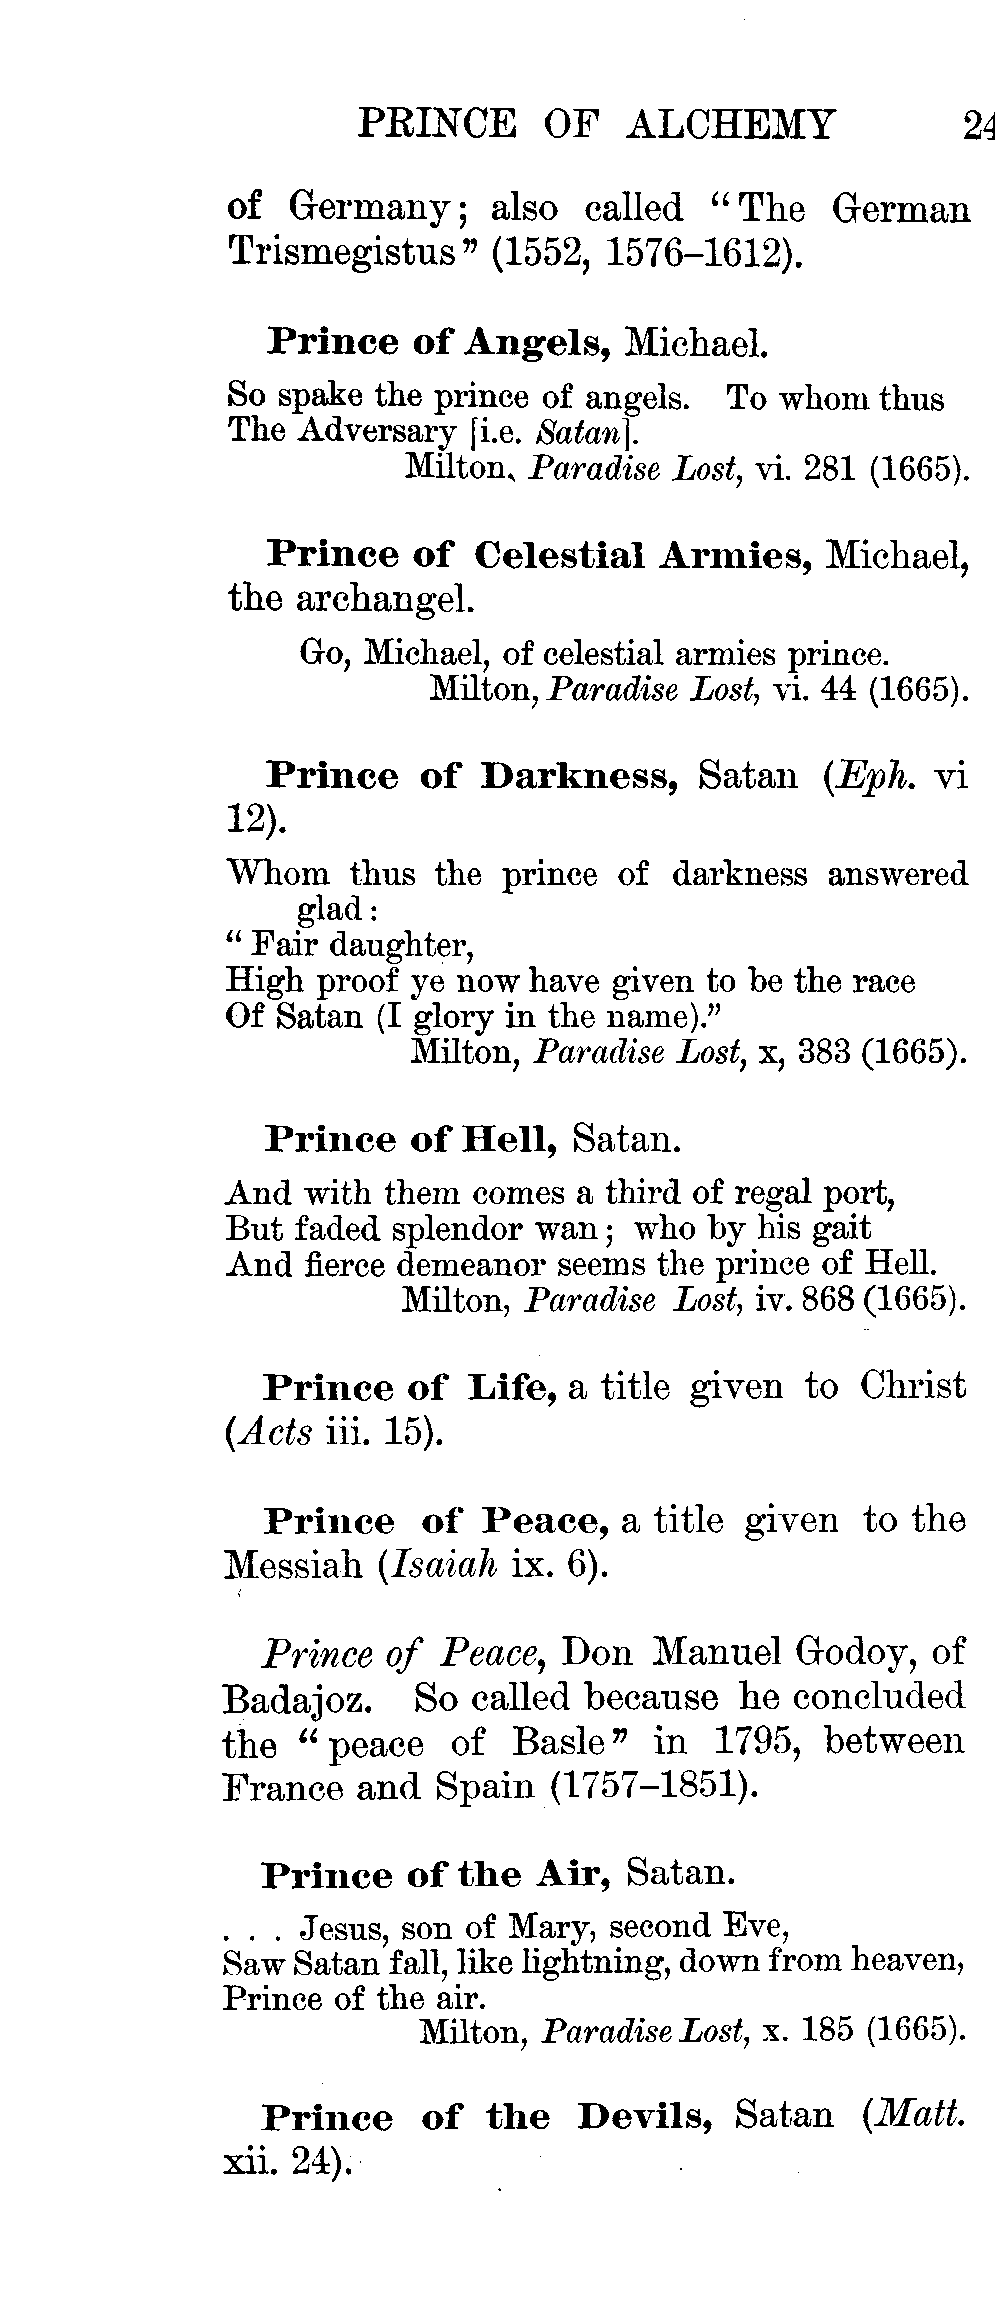 PRINCE OF ALCHEMY 24
of Germany; also called “The German
Trismegistus” (1552, 1576–1612).
Prince of Angels, Michael.
So spake the prince of angels. To whom thus
The Adversary [i.e. Satan].
Milton, Paradise Lost, vi. 281 (1665).
Prince of Celestial Armies, Michael,
the archangel.
Go, Michael, of celestial armies prince.
Milton, Paradise Lost, vi. 44 (1665).
Prince of Darkness, Satan (Eph. vi
12).
Whom thus the prince of darkness answered
glad:
“Fair daughter,
High proof ye now have given to be the race
Of Satan (I glory in the name).”
Milton, Paradise Lost, x, 383 (1665).
Prince of Hell, Satan.
And with them comes a third of regal port,
But faded splendor wan; who by his gait
And fierce demeanor seems the prince of Hell.
Milton, Paradise Lost, iv. 868 (1665).
Prince of Life, a title given to Christ
(Acts iii. 15).
Prince of Peace, a title given to the
Messiah (Isaiah ix. 6).
Prince of Peace, Don Manuel Godoy, of
Badajoz. So called because he concluded
the “peace of Basle” in 1795, between
France and Spain (1757–1851).
Prince of the Air, Satan.
. . . Jesus, son of Mary, second Eve,
Saw Satan fall, like lightning, down from heaven,
Prince of the air.
Milton, Paradise Lost, x. 185 (1665).
Prince of the Devils, Satan (Matt.
xii. 24).